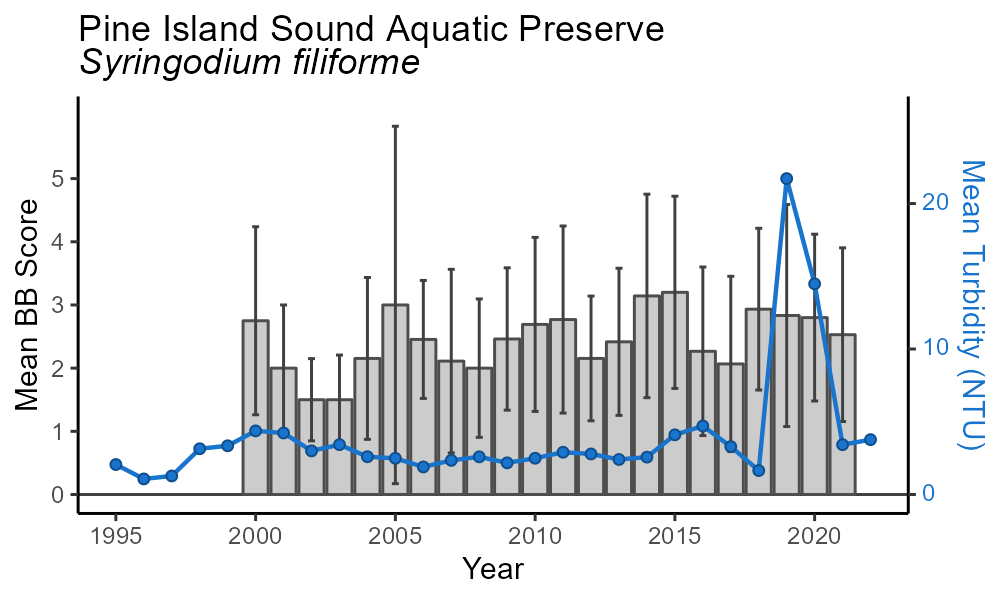 Pine Island Sound Aquatic Preserve
Syringodium filiforme
Mean BB Score
5
4
3
2
1
0
20
10
0
Mean Turbidity (NTU)
1995 2000 2005 2010 2015 2020
Year